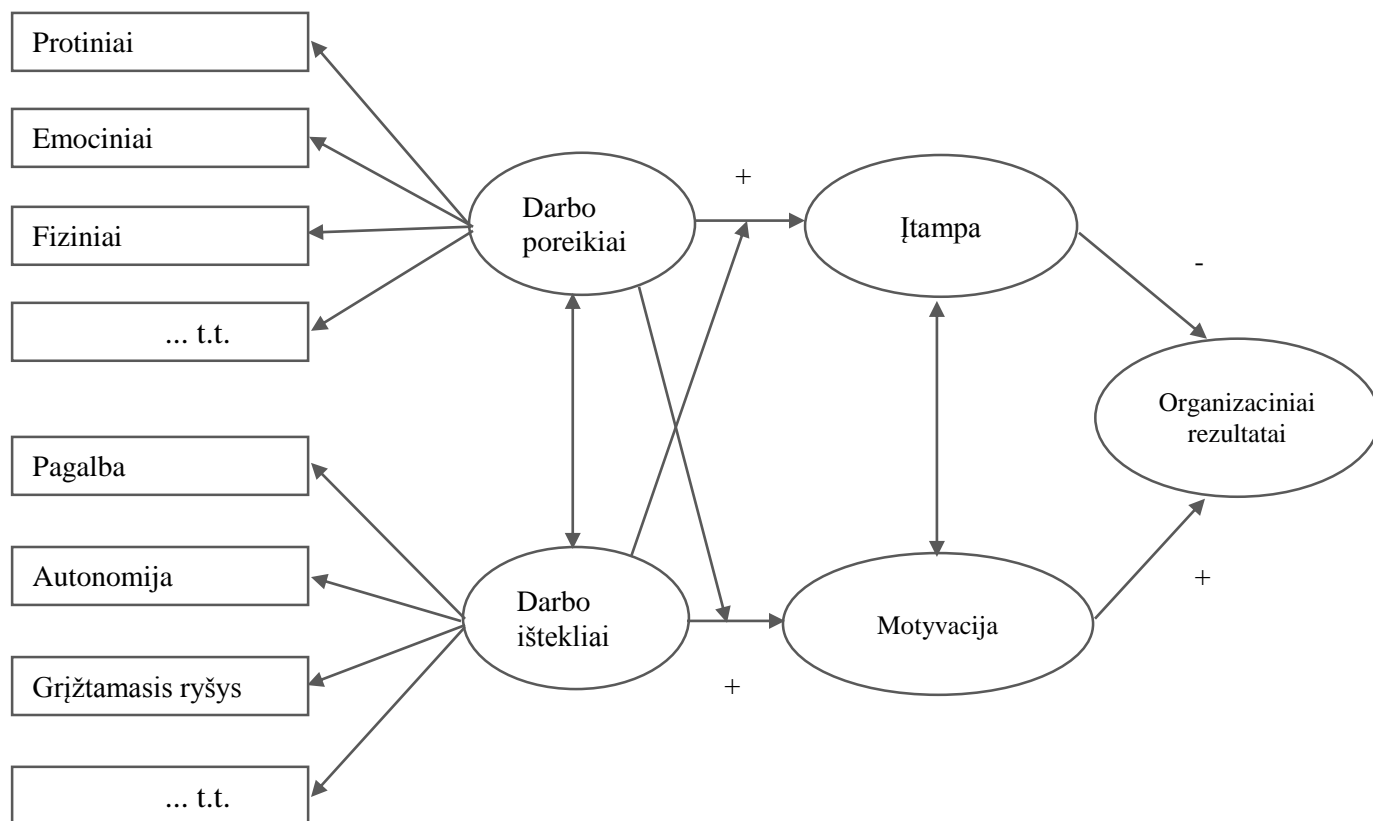 Protiniai
Emociniai
Fiziniai
... t.t.
Pagalba
Autonomija
Grįžtamasis ryšys
... t.t.
Darbo
poreikiai
Darbo
ištekliai
+
+
Įtampa
Motyvacija
-
+
Organizaciniai
rezultatai